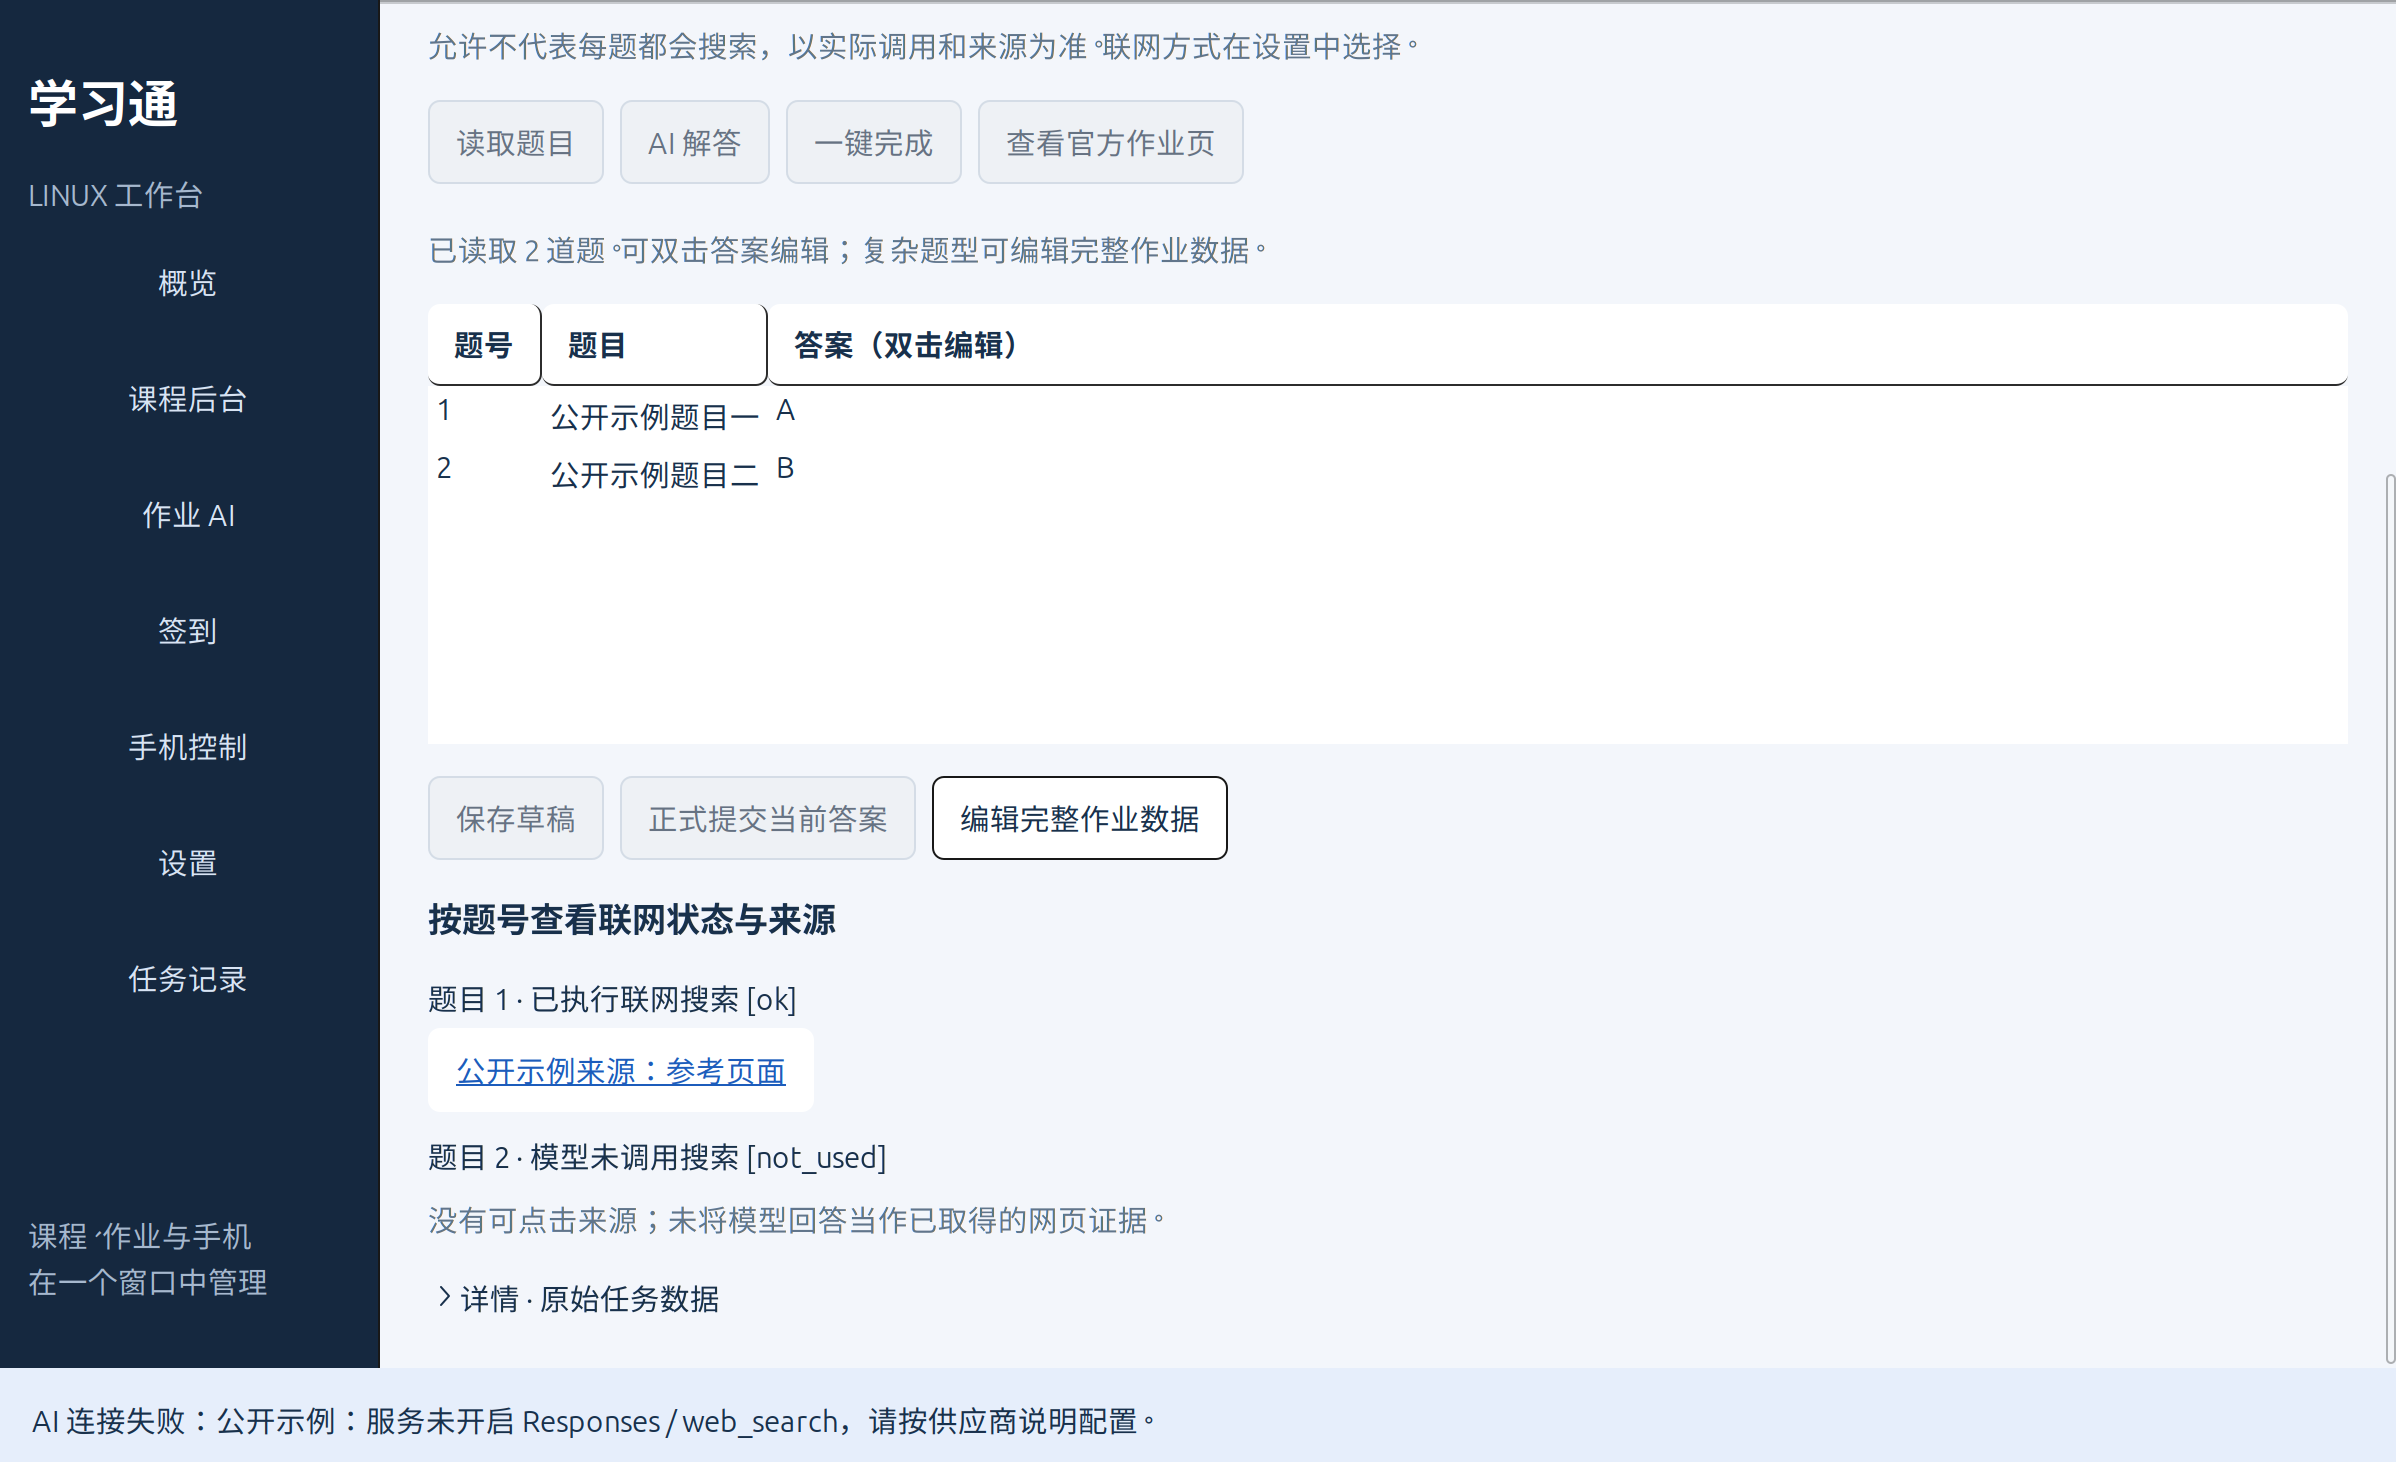 学习通
LINUX 工作台
概览
课程后台
作业 AI
签到
手机控制
设置
任务记录
课程、作业与手机
在一个窗口中管理
允许不代表每题都会搜索，以实际调用和来源为准。联网方式在设置中选择。
读取题目
AI 解答
一键完成
查看官方作业页
已读取 2 道题。可双击答案编辑；复杂题型可编辑完整作业数据。
题号 题目 答案（双击编辑）
1 公开示例题目一 A
2 公开示例题目二 B
保存草稿
正式提交当前答案
编辑完整作业数据
按题号查看联网状态与来源
题目 1 · 已执行联网搜索 [ok]
公开示例来源：参考页面
题目 2 · 模型未调用搜索 [not_used]
没有可点击来源；未将模型回答当作已取得的网页证据。
详情 · 原始任务数据
AI 连接失败：公开示例：服务未开启 Responses / web_search，请按供应商说明配置。